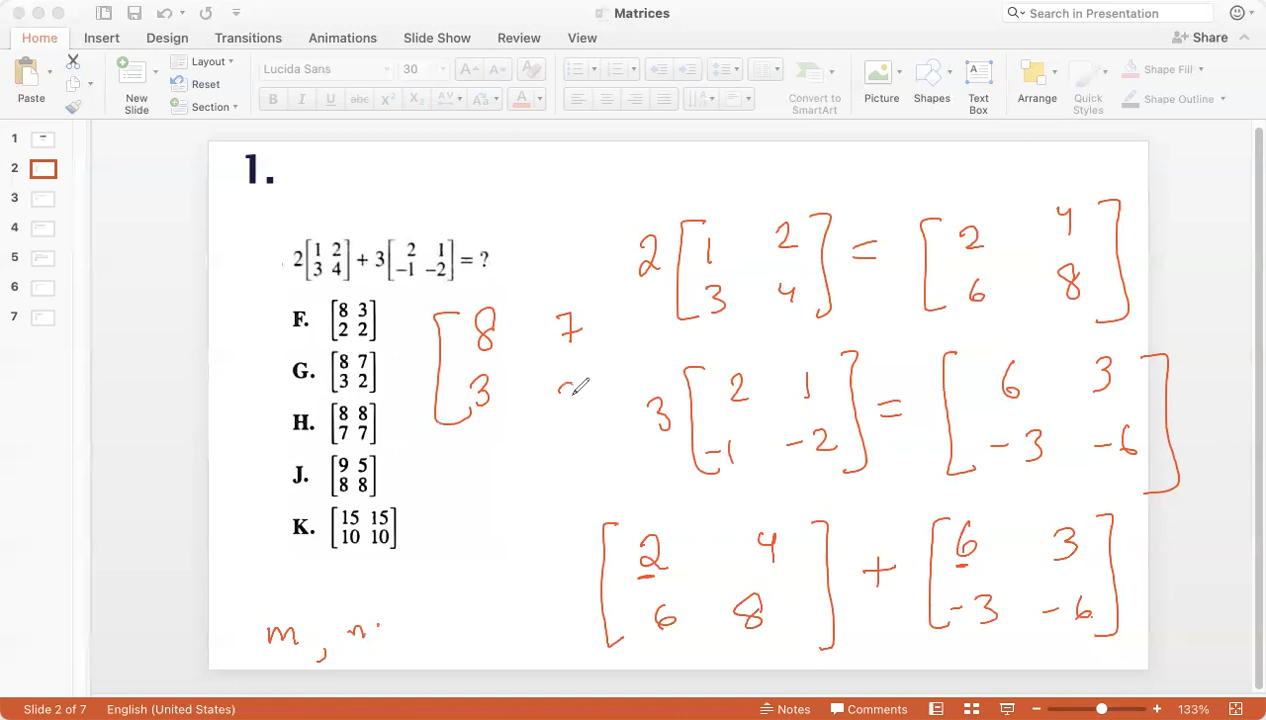 Matrices
Search in Presentation
Home Insert Design Transitions Animations Slide Show Review View Share
Paste
New Slide
Layout
Reset
Section
Lucida Sans 30
B I U abc X² X₂ AV Aa A
Convert to SmartArt
Picture
Shapes
Text Box
Arrange
Quick Styles
Shape Fill
Shape Outline
1
2
3
4
5
6
7
1.
2[1 2 3 4] + 3[2 1 −1 −2] = ?
F. [8 3 2 2]
G. [8 7 3 2]
H. [8 8 7 7]
J. [9 5 8 8]
K. [15 15 10 10]
[8 7
3
2 [1 2 3 4] = [2 4 6 8]
3 [2 1 -1 -2] = [6 3 -3 -6]
[2 4 6 8] + [6 3 -3 -6]
m, n
Slide 2 of 7 English (United States) Notes Comments 133%